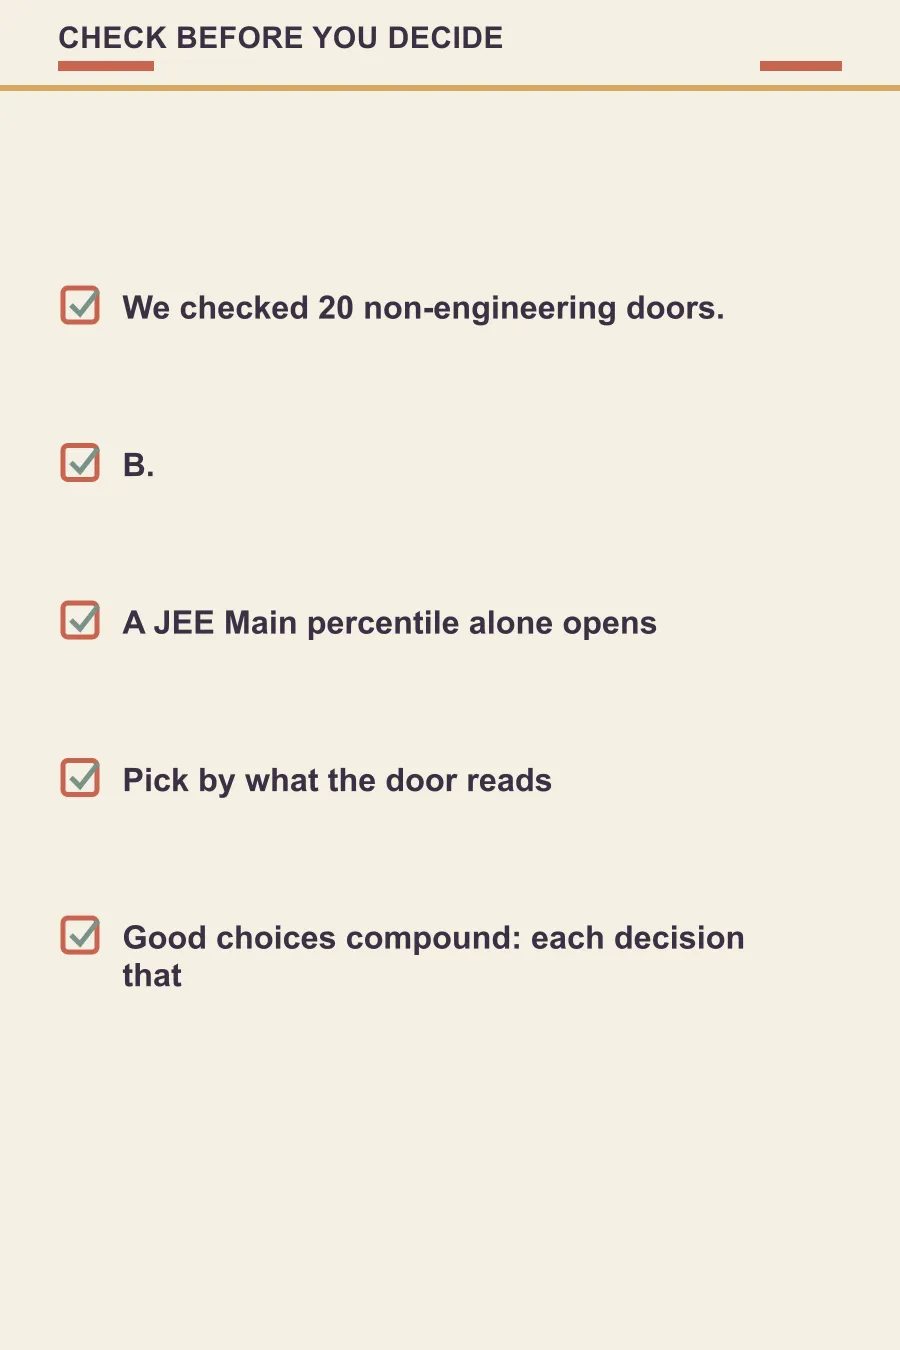 CHECK BEFORE YOU DECIDE
We checked 20 non-engineering doors.
B.
A JEE Main percentile alone opens
Pick by what the door reads
Good choices compound: each decision
that